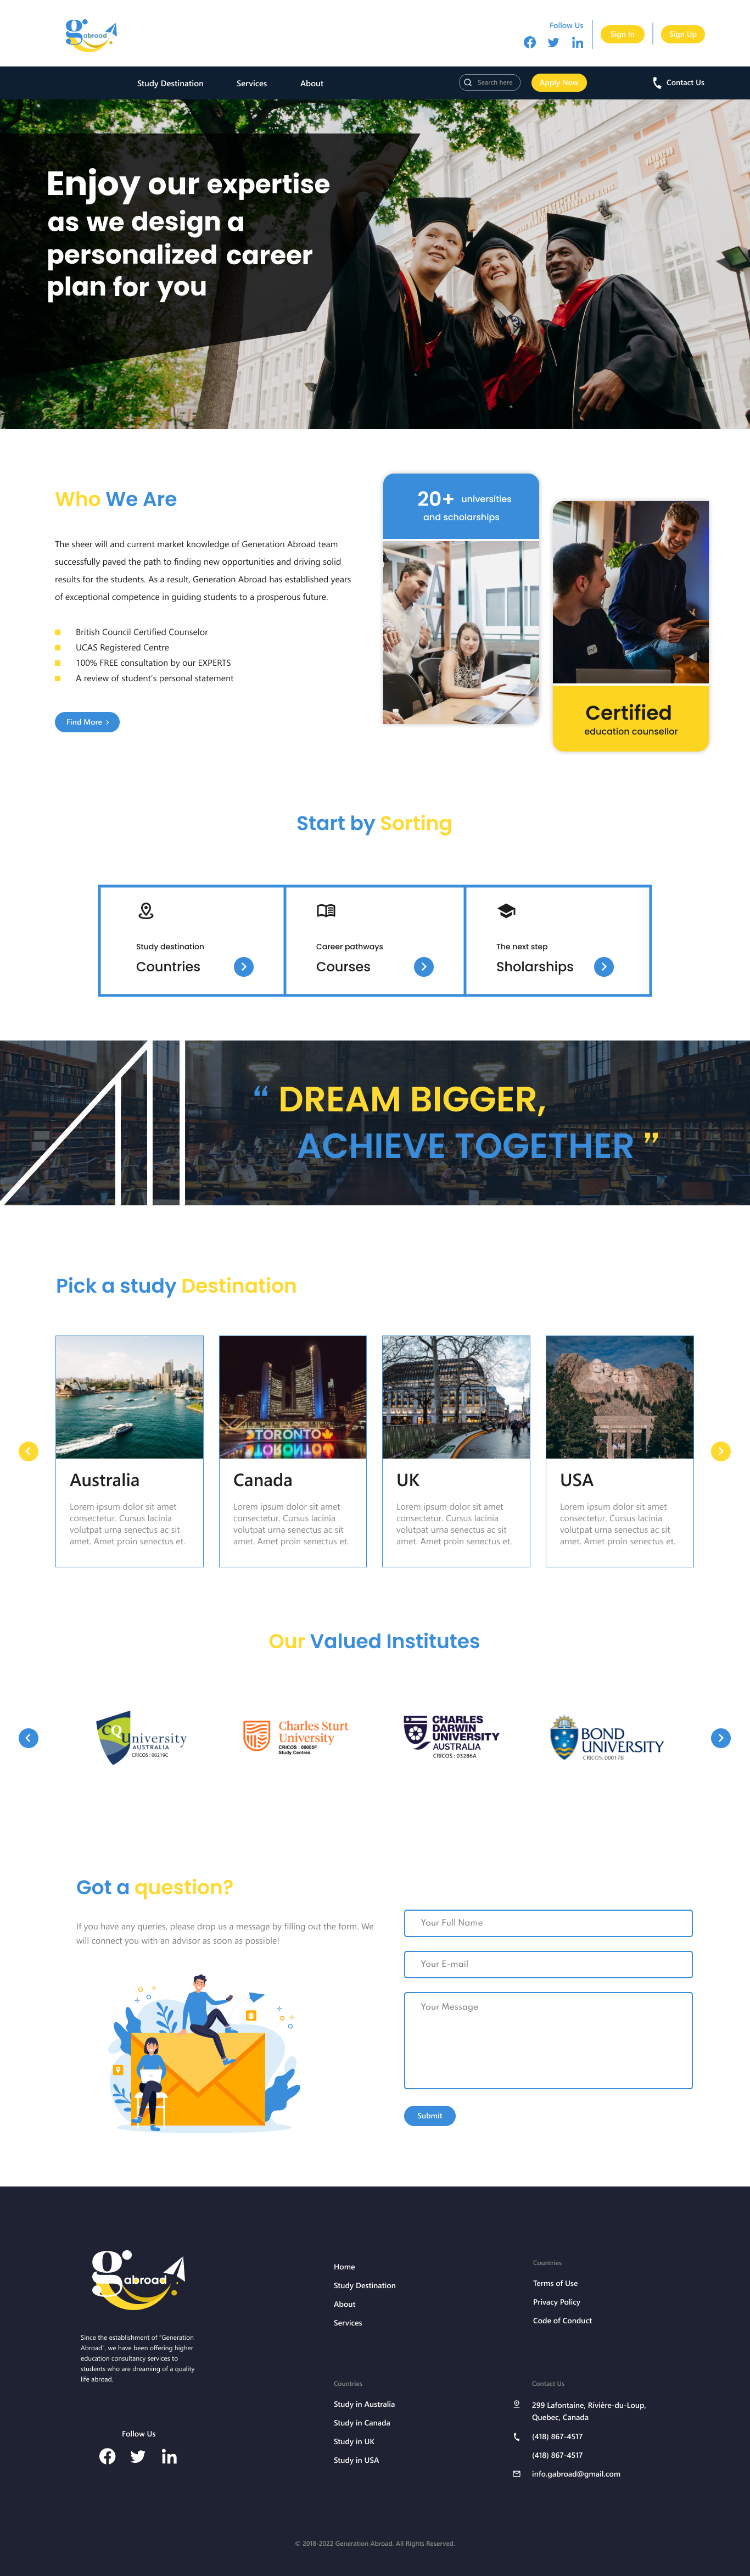 g abroad
Follow Us
Sign In
Sign Up
Study Destination
Services
About
Search here
Apply Now
Contact Us
Enjoy our expertise
as we design a
personalized career
plan for you
Who We Are
The sheer will and current market knowledge of Generation Abroad team
successfully paved the path to finding new opportunities and driving solid
results for the students. As a result, Generation Abroad has established years
of exceptional competence in guiding students to a prosperous future.
British Council Certified Counselor
UCAS Registered Centre
100% FREE consultation by our EXPERTS
A review of student's personal statement
Find More ›
20+ universities
and scholarships
Certified
education counsellor
Start by Sorting
Study destination
Countries
Career pathways
Courses
The next step
Sholarships
“ DREAM BIGGER,
ACHIEVE TOGETHER ”
Pick a study Destination
TORONTO
Australia
Lorem ipsum dolor sit amet
consectetur. Cursus lacinia
volutpat urna senectus ac sit
amet. Amet proin senectus et.
Canada
Lorem ipsum dolor sit amet
consectetur. Cursus lacinia
volutpat urna senectus ac sit
amet. Amet proin senectus et.
UK
Lorem ipsum dolor sit amet
consectetur. Cursus lacinia
volutpat urna senectus ac sit
amet. Amet proin senectus et.
USA
Lorem ipsum dolor sit amet
consectetur. Cursus lacinia
volutpat urna senectus ac sit
amet. Amet proin senectus et.
Our Valued Institutes
CQUniversity
AUSTRALIA
CRICOS : 00219C
Charles Sturt
University
CRICOS : 00005F
Study Centres
CHARLES
DARWIN
UNIVERSITY
AUSTRALIA
CRICOS : 03286A
BOND
UNIVERSITY
CRICOS: 00017B
Got a question?
If you have any queries, please drop us a message by filling out the form. We
will connect you with an advisor as soon as possible!
Your Full Name
Your E-mail
Your Message
Submit
g abroad
Since the establishment of "Generation
Abroad", we have been offering higher
education consultancy services to
students who are dreaming of a quality
life abroad.
Follow Us
Home
Study Destination
About
Services
Countries
Study in Australia
Study in Canada
Study in UK
Study in USA
Countries
Terms of Use
Privacy Policy
Code of Conduct
Contact Us
299 Lafontaine, Rivière-du-Loup,
Quebec, Canada
(418) 867-4517
(418) 867-4517
info.gabroad@gmail.com
© 2018-2022 Generation Abroad. All Rights Reserved.